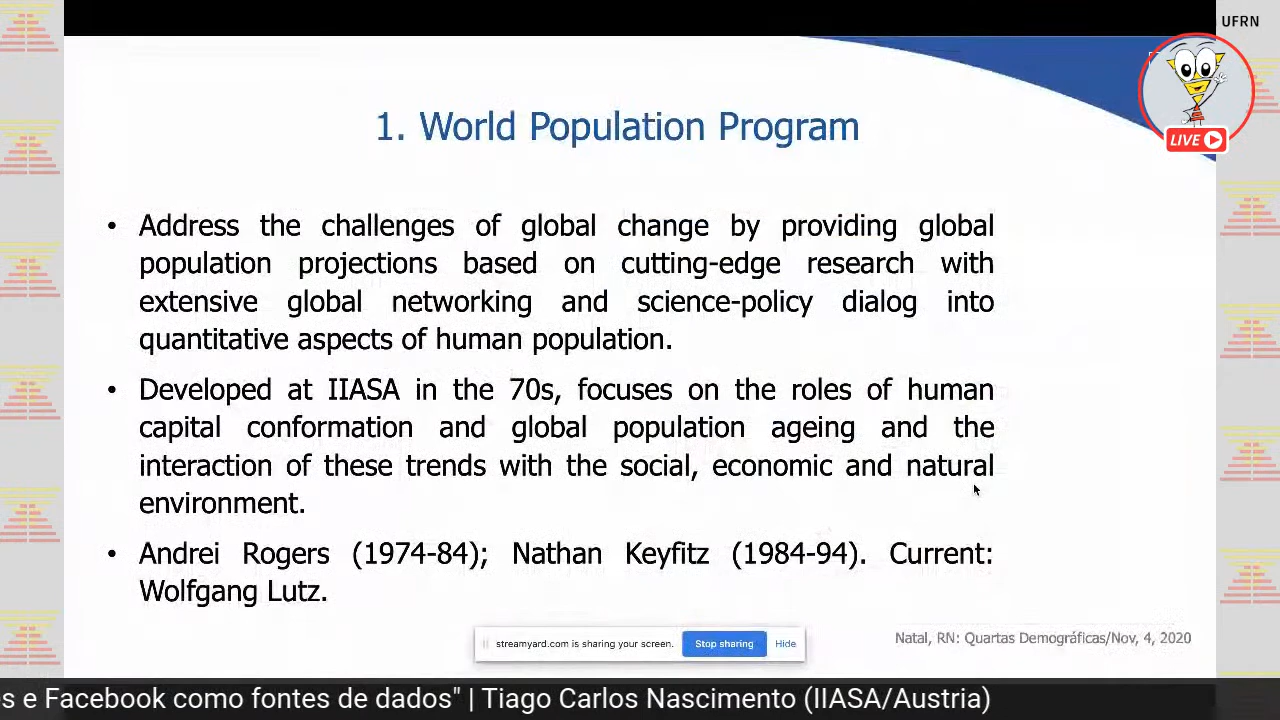 UFRN
LIVE
1. World Population Program
• Address the challenges of global change by providing global
population projections based on cutting-edge research with
extensive global networking and science-policy dialog into
quantitative aspects of human population.
• Developed at IIASA in the 70s, focuses on the roles of human
capital conformation and global population ageing and the
interaction of these trends with the social, economic and natural
environment.
• Andrei Rogers (1974-84); Nathan Keyfitz (1984-94). Current:
Wolfgang Lutz.
Natal, RN: Quartas Demográficas/Nov, 4, 2020
streamyard.com is sharing your screen. Stop sharing Hide
s e Facebook como fontes de dados" | Tiago Carlos Nascimento (IIASA/Austria)